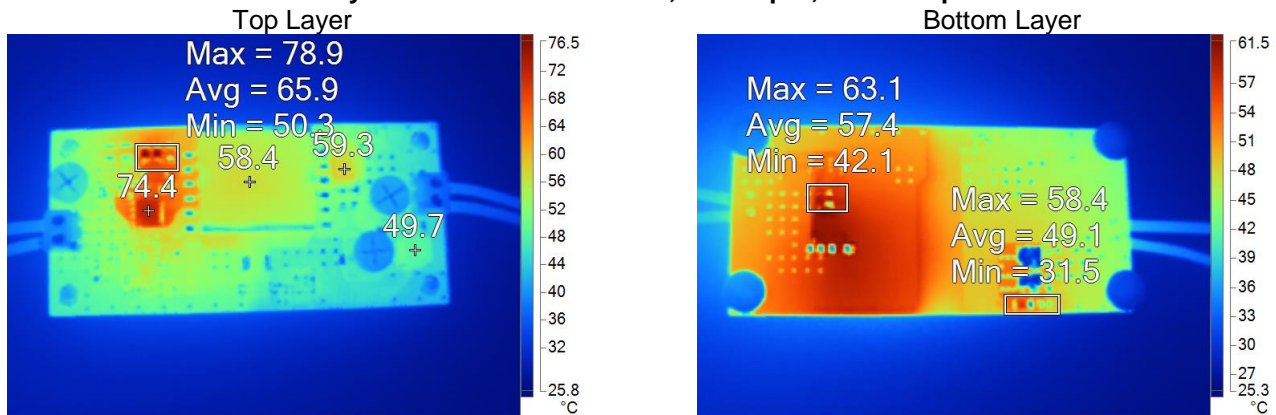 Top Layer
Bottom Layer
Max = 78.9
Avg = 65.9
Min = 50.3
58.4
59.3
74.4
49.7
76.5
72
68
64
60
56
52
48
44
40
36
32
25.8
°C
Max = 63.1
Avg = 57.4
Min = 42.1
Max = 58.4
Avg = 49.1
Min = 31.5
61.5
57
54
51
48
45
42
39
36
33
30
27
25.3
°C